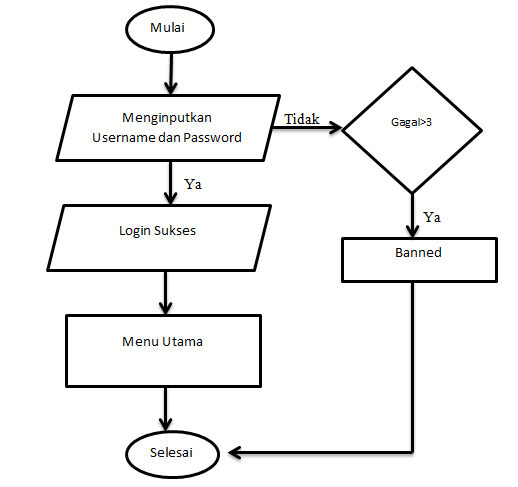 Mulai
Menginputkan
Username dan Password
Tidak
Gagal>3
Ya
Ya
Login Sukses
Banned
Menu Utama
Selesai